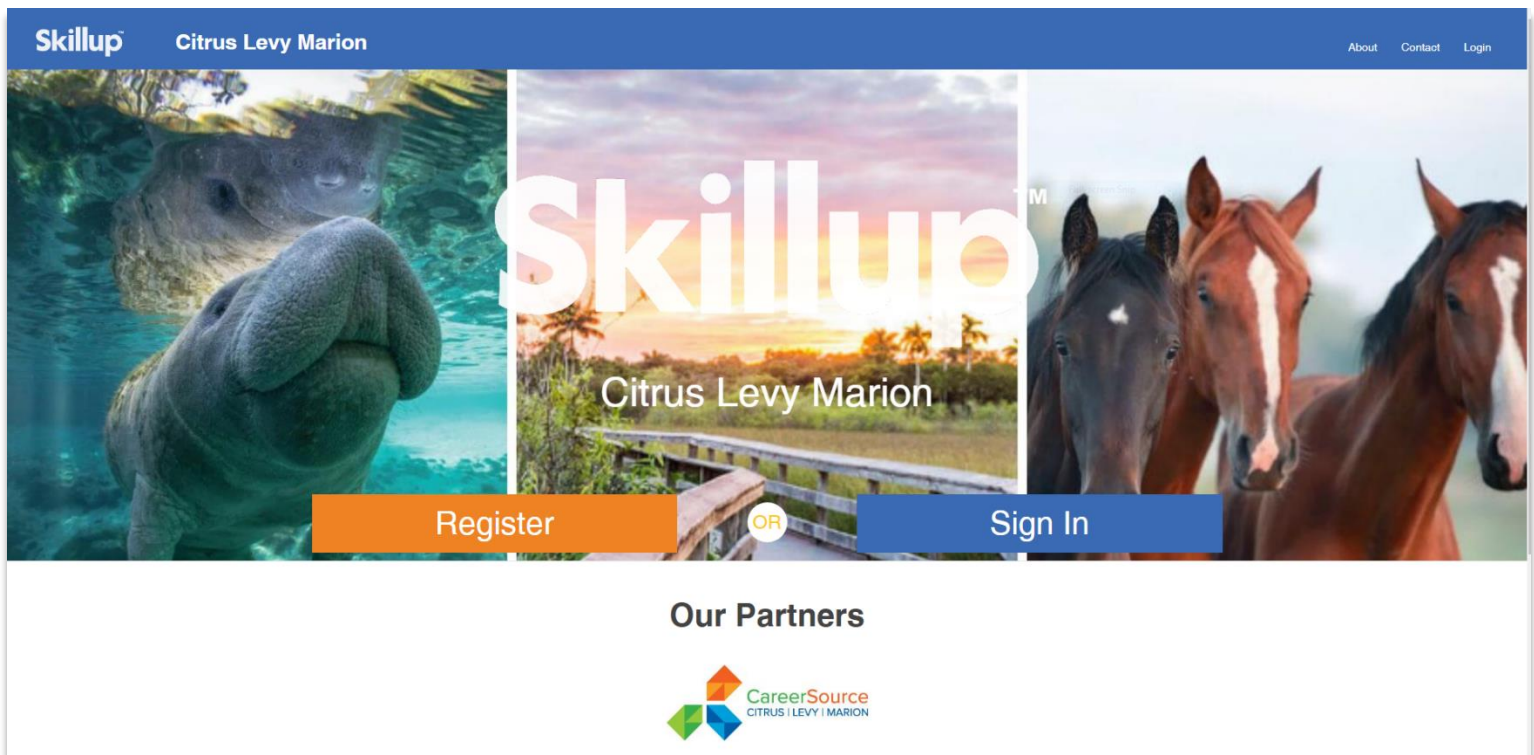 Skillup™ Citrus Levy Marion About Contact Login
Skillup™
Citrus Levy Marion
Register OR Sign In
Our Partners
CareerSource
CITRUS | LEVY | MARION